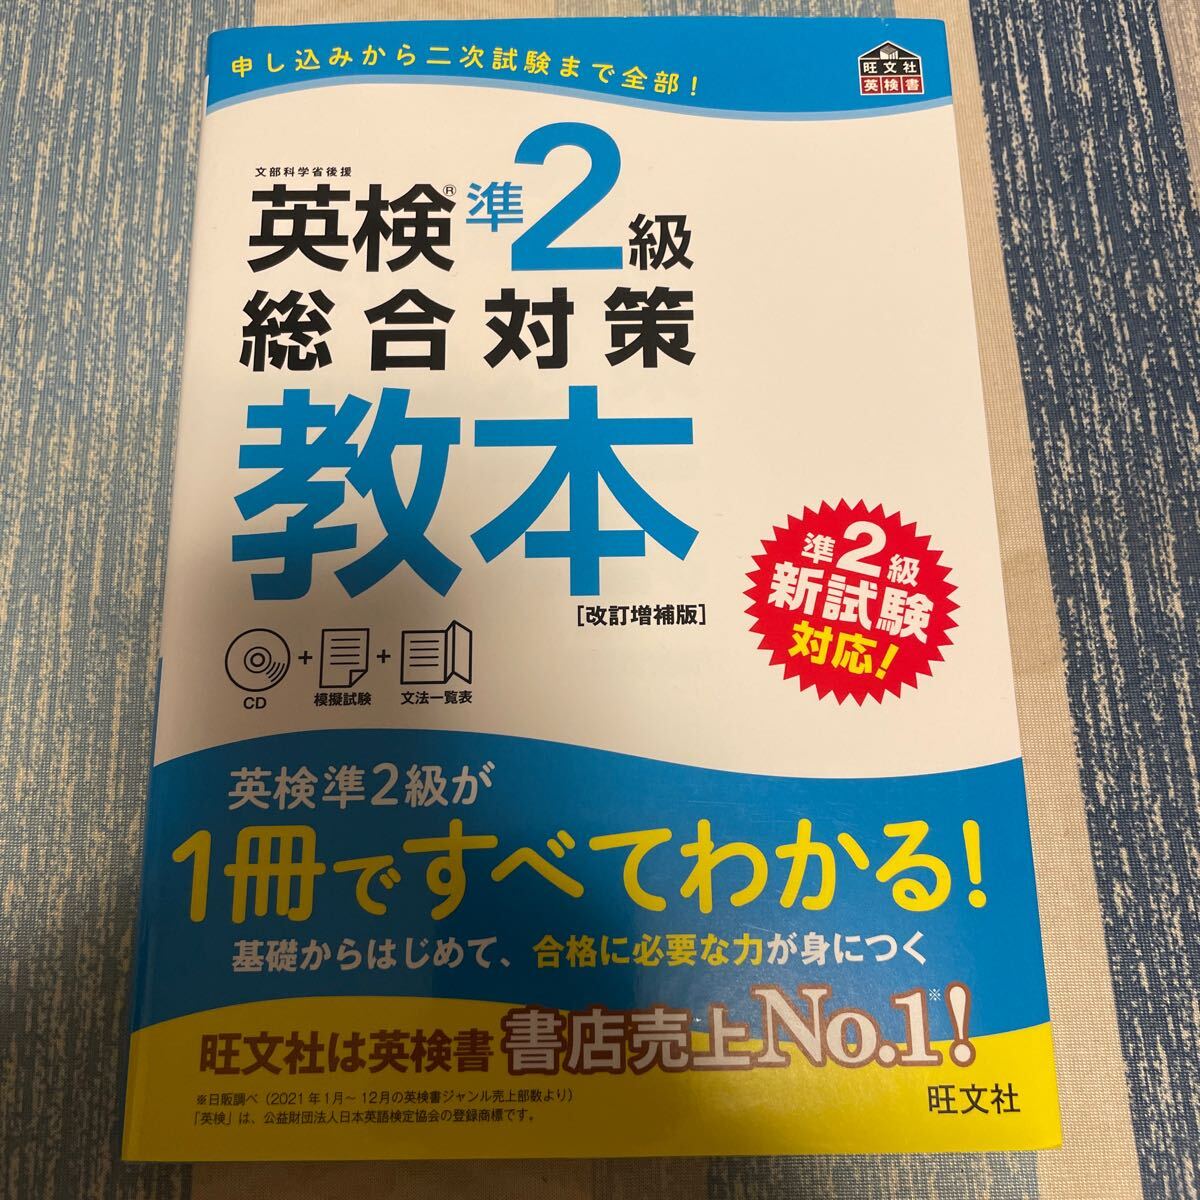 申し込みから二次試験まで全部!
旺文社
英検書
文部科学省後援
英検®準2級
総合対策
教本
[改訂増補版]
準2級
新試験
対応!
CD + 模擬試験 + 文法一覧表
英検準2級が
1冊ですべてわかる!
基礎からはじめて、合格に必要な力が身につく
旺文社は英検書 書店売上No.1※!
※日販調べ(2021年1月〜12月の英検書ジャンル売上部数より)
「英検」は、公益財団法人日本英語検定協会の登録商標です。
旺文社